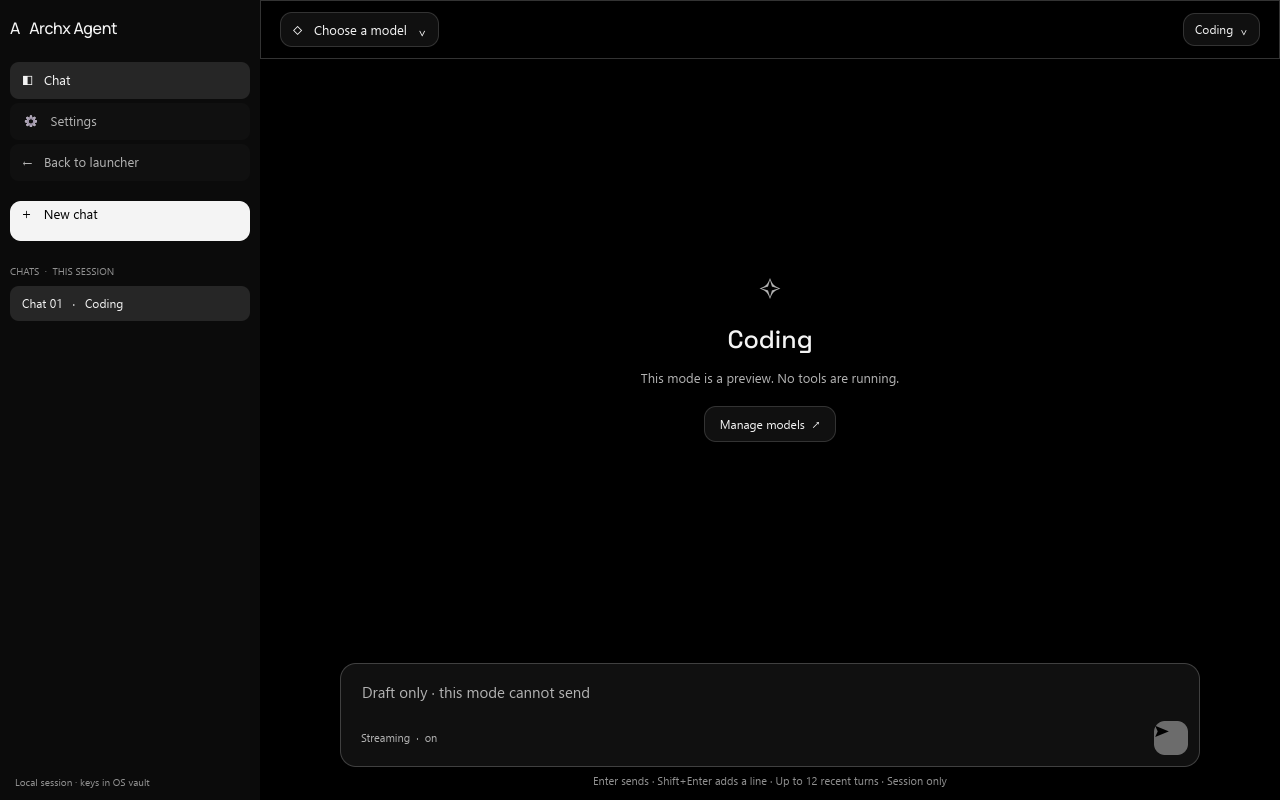 A Archx Agent
Chat
Settings
← Back to launcher
+ New chat
CHATS · THIS SESSION
Chat 01 · Coding
Local session · keys in OS vault
Choose a model
Coding
Coding
This mode is a preview. No tools are running.
Manage models ↗
Draft only · this mode cannot send
Streaming · on
Enter sends · Shift+Enter adds a line · Up to 12 recent turns · Session only